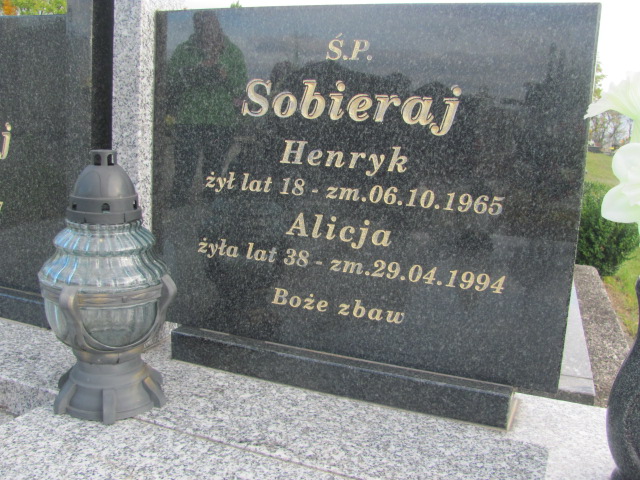 Ś.P.
Sobieraj
Henryk
żył lat 18 - zm.06.10.1965
Alicja
żyła lat 38 - zm.29.04.1994
Boże zbaw